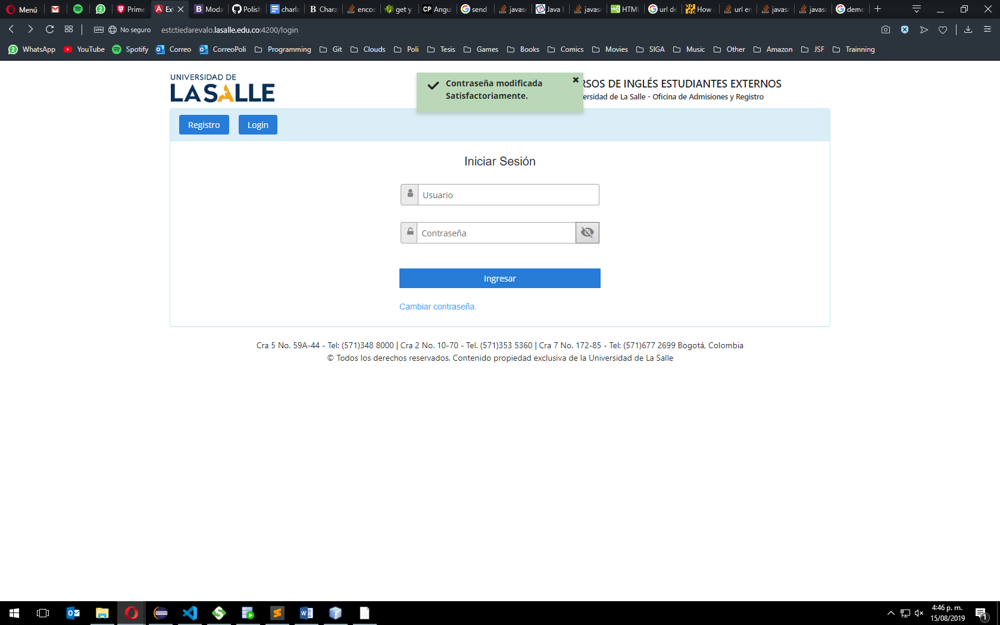 Menú
Prime
Ex
Moda
Polish
charla
B Chara
encoc
get y
CP Angu
send
javasc
Java E
javasc
HTML
url de
How
url en
javasc
javasc
demo
VPN No seguro estctiedarevalo.lasalle.edu.co:4200/login
WhatsApp YouTube Spotify Correo CorreoPoli Programming Git Clouds Poli Tesis Games Books Comics Movies SIGA Music Other Amazon JSF Trainning
UNIVERSIDAD DE
LA SALLE
RSOS DE INGLÉS ESTUDIANTES EXTERNOS
ersidad de La Salle - Oficina de Admisiones y Registro
Contraseña modificada
Satisfactoriamente.
Registro Login
Iniciar Sesión
Usuario
Contraseña
Ingresar
Cambiar contraseña.
Cra 5 No. 59A-44 - Tel: (571)348 8000 | Cra 2 No. 10-70 - Tel. (571)353 5360 | Cra 7 No. 172-85 - Tel: (571)677 2699 Bogotá, Colombia
© Todos los derechos reservados. Contenido propiedad exclusiva de la Universidad de La Salle
4:46 p. m.
15/08/2019
1